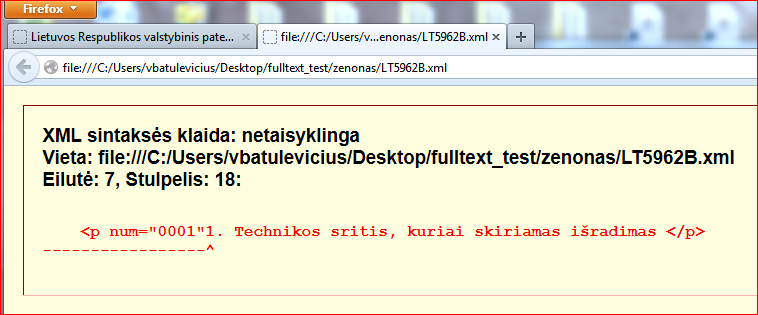 Firefox
Lietuvos Respublikos valstybinis pate...
file:///C:/Users/v...enonas/LT5962B.xml
file:///C:/Users/vbatulevicius/Desktop/fulltext_test/zenonas/LT5962B.xml
XML sintaksės klaida: netaisyklinga
Vieta: file:///C:/Users/vbatulevicius/Desktop/fulltext_test/zenonas/LT5962B.xml
Eilutė: 7, Stulpelis: 18:
<p num="0001"1. Technikos sritis, kuriai skiriamas išradimas </p>
-----------------^